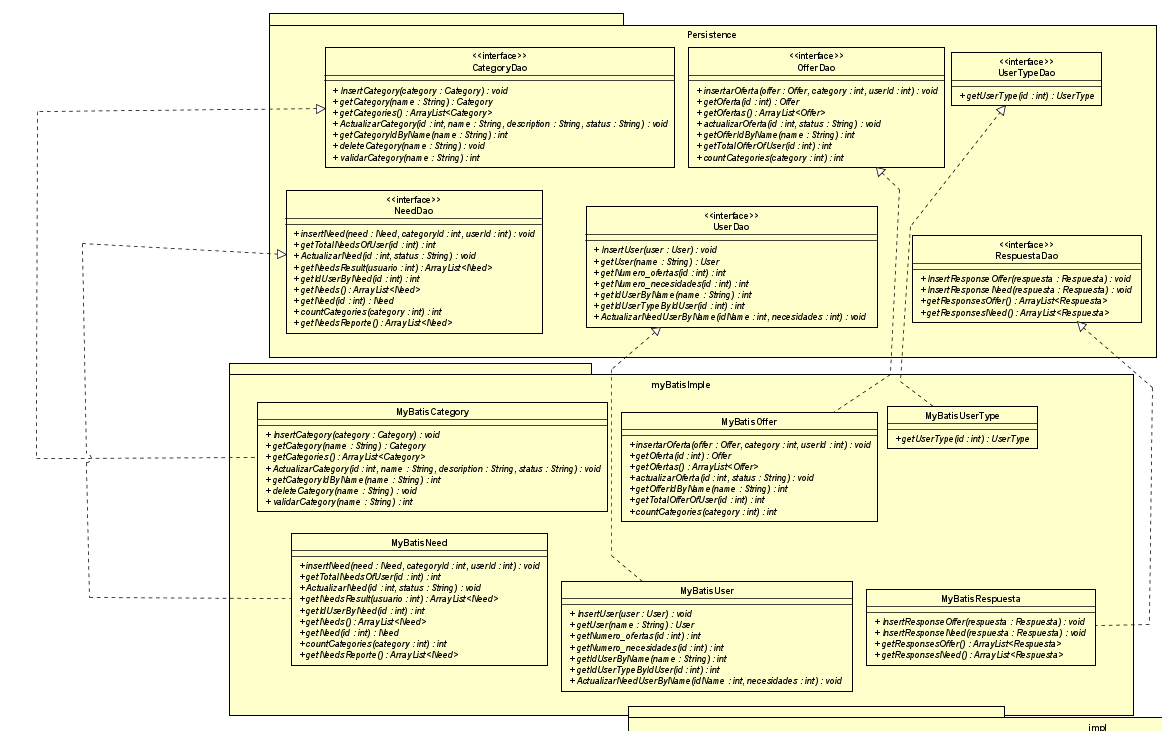 Persistence
<<interface>>
CategoryDao
+ InsertCategory(category : Category) : void
+ getCategory(name : String) : Category
+ getCategories() : ArrayList<Category>
+ ActualizarCategory(id : int, name : String, description : String, status : String) : void
+ getCategoryIdByName(name : String) : int
+ deleteCategory(name : String) : void
+ validarCategory(name : String) : int
<<interface>>
OfferDao
+ insertarOferta(offer : Offer, category : int, userId : int) : void
+ getOferta(id : int) : Offer
+ getOfertas() : ArrayList<Offer>
+ actualizarOferta(id : int, status : String) : void
+ getOfferIdByName(name : String) : int
+ getTotalOfferOfUser(id : int) : int
+ countCategories(category : int) : int
<<interface>>
UserTypeDao
+ getUserType(id : int) : UserType
<<interface>>
NeedDao
+ insertNeed(need : Need, categoryId : int, userId : int) : void
+ getTotalNeedsOfUser(id : int) : int
+ ActualizarNeed(id : int, status : String) : void
+ getNeedsResult(usuario : int) : ArrayList<Need>
+ getIdUserByNeed(id : int) : int
+ getNeeds() : ArrayList<Need>
+ getNeed(id : int) : Need
+ countCategories(category : int) : int
+ getNeedsReporte() : ArrayList<Need>
<<interface>>
UserDao
+ InsertUser(user : User) : void
+ getUser(name : String) : User
+ getNumero_ofertas(id : int) : int
+ getNumero_necesidades(id : int) : int
+ getIdUserByName(name : String) : int
+ getIdUserTypeByIdUser(id : int) : int
+ ActualizarNeedUserByName(idName : int, necesidades : int) : void
<<interface>>
RespuestaDao
+ InsertResponseOffer(respuesta : Respuesta) : void
+ InsertResponseNeed(respuesta : Respuesta) : void
+ getResponsesOffer() : ArrayList<Respuesta>
+ getResponsesNeed() : ArrayList<Respuesta>
myBatisImple
MyBatisCategory
+ InsertCategory(category : Category) : void
+ getCategory(name : String) : Category
+ getCategories() : ArrayList<Category>
+ ActualizarCategory(id : int, name : String, description : String, status : String) : void
+ getCategoryIdByName(name : String) : int
+ deleteCategory(name : String) : void
+ validarCategory(name : String) : int
MyBatisOffer
+ insertarOferta(offer : Offer, category : int, userId : int) : void
+ getOferta(id : int) : Offer
+ getOfertas() : ArrayList<Offer>
+ actualizarOferta(id : int, status : String) : void
+ getOfferIdByName(name : String) : int
+ getTotalOfferOfUser(id : int) : int
+ countCategories(category : int) : int
MyBatisUserType
+ getUserType(id : int) : UserType
MyBatisNeed
+ insertNeed(need : Need, categoryId : int, userId : int) : void
+ getTotalNeedsOfUser(id : int) : int
+ ActualizarNeed(id : int, status : String) : void
+ getNeedsResult(usuario : int) : ArrayList<Need>
+ getIdUserByNeed(id : int) : int
+ getNeeds() : ArrayList<Need>
+ getNeed(id : int) : Need
+ countCategories(category : int) : int
+ getNeedsReporte() : ArrayList<Need>
MyBatisUser
+ InsertUser(user : User) : void
+ getUser(name : String) : User
+ getNumero_ofertas(id : int) : int
+ getNumero_necesidades(id : int) : int
+ getIdUserByName(name : String) : int
+ getIdUserTypeByIdUser(id : int) : int
+ ActualizarNeedUserByName(idName : int, necesidades : int) : void
MyBatisRespuesta
+ InsertResponseOffer(respuesta : Respuesta) : void
+ InsertResponseNeed(respuesta : Respuesta) : void
+ getResponsesOffer() : ArrayList<Respuesta>
+ getResponsesNeed() : ArrayList<Respuesta>
impl